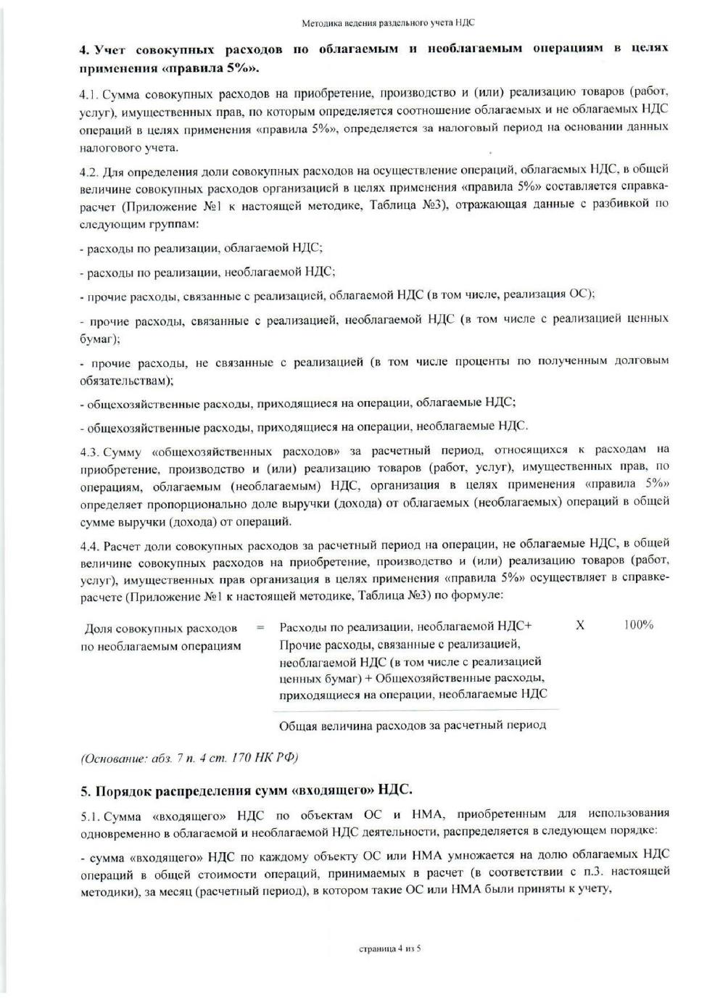 Методика ведения раздельного учета НДС
4. Учет совокупных расходов по облагаемым и необлагаемым операциям в целях
применения «правила 5%».
4.1. Сумма совокупных расходов на приобретение, производство и (или) реализацию товаров (работ,
услуг), имущественных прав, по которым определяется соотношение облагаемых и не облагаемых НДС
операций в целях применения «правила 5%», определяется за налоговый период на основании данных
налогового учета.
4.2. Для определения доли совокупных расходов на осуществление операций, облагаемых НДС, в общей
величине совокупных расходов организацией в целях применения «правила 5%» составляется справка-
расчет (Приложение №1 к настоящей методике, Таблица №3), отражающая данные с разбивкой по
следующим группам:
- расходы по реализации, облагаемой НДС;
- расходы по реализации, необлагаемой НДС;
- прочие расходы, связанные с реализацией, облагаемой НДС (в том числе, реализация ОС);
- прочие расходы, связанные с реализацией, необлагаемой НДС (в том числе с реализацией ценных
бумаг);
- прочие расходы, не связанные с реализацией (в том числе проценты по полученным долговым
обязательствам);
- общехозяйственные расходы, приходящиеся на операции, облагаемые НДС;
- общехозяйственные расходы, приходящиеся на операции, необлагаемые НДС.
4.3. Сумму «общехозяйственных расходов» за расчетный период, относящихся к расходам на
приобретение, производство и (или) реализацию товаров (работ, услуг), имущественных прав, по
операциям, облагаемым (необлагаемым) НДС, организация в целях применения «правила 5%»
определяет пропорционально доле выручки (дохода) от облагаемых (необлагаемых) операций в общей
сумме выручки (дохода) от операций.
4.4. Расчет доли совокупных расходов за расчетный период на операции, не облагаемые НДС, в общей
величине совокупных расходов на приобретение, производство и (или) реализацию товаров (работ,
услуг), имущественных прав организация в целях применения «правила 5%» осуществляет в справке-
расчете (Приложение №1 к настоящей методике, Таблица №3) по формуле:
Доля совокупных расходов = Расходы по реализации, необлагаемой НДС+ X 100%
по необлагаемым операциям Прочие расходы, связанные с реализацией,
необлагаемой НДС (в том числе с реализацией
ценных бумаг) + Общехозяйственные расходы,
приходящиеся на операции, необлагаемые НДС
Общая величина расходов за расчетный период
(Основание: абз. 7 п. 4 ст. 170 НК РФ)
5. Порядок распределения сумм «входящего» НДС.
5.1. Сумма «входящего» НДС по объектам ОС и НМА, приобретенным для использования
одновременно в облагаемой и необлагаемой НДС деятельности, распределяется в следующем порядке:
- сумма «входящего» НДС по каждому объекту ОС или НМА умножается на долю облагаемых НДС
операций в общей стоимости операций, принимаемых в расчет (в соответствии с п.3. настоящей
методики), за месяц (расчетный период), в котором такие ОС или НМА были приняты к учету,
страница 4 из 5